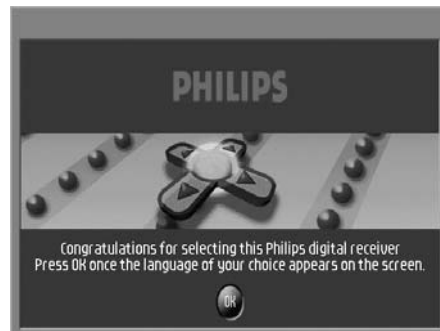 PHILIPS
Congratulations for selecting this Philips digital receiver
Press OK once the language of your choice appears on the screen.
OK